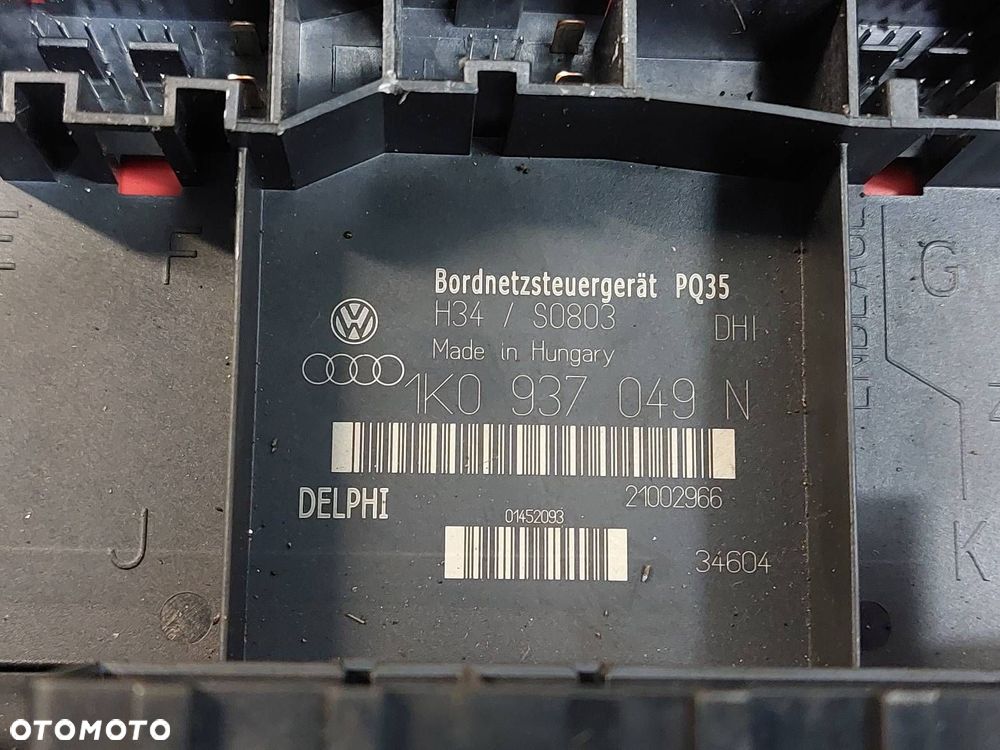 F
Bordnetzsteuergerät PQ35
H34 / S0803
DHI
Made in Hungary
1K0 937 049 N
DELPHI
21002966
01452093
34604
J
G
K
OTOMOTO